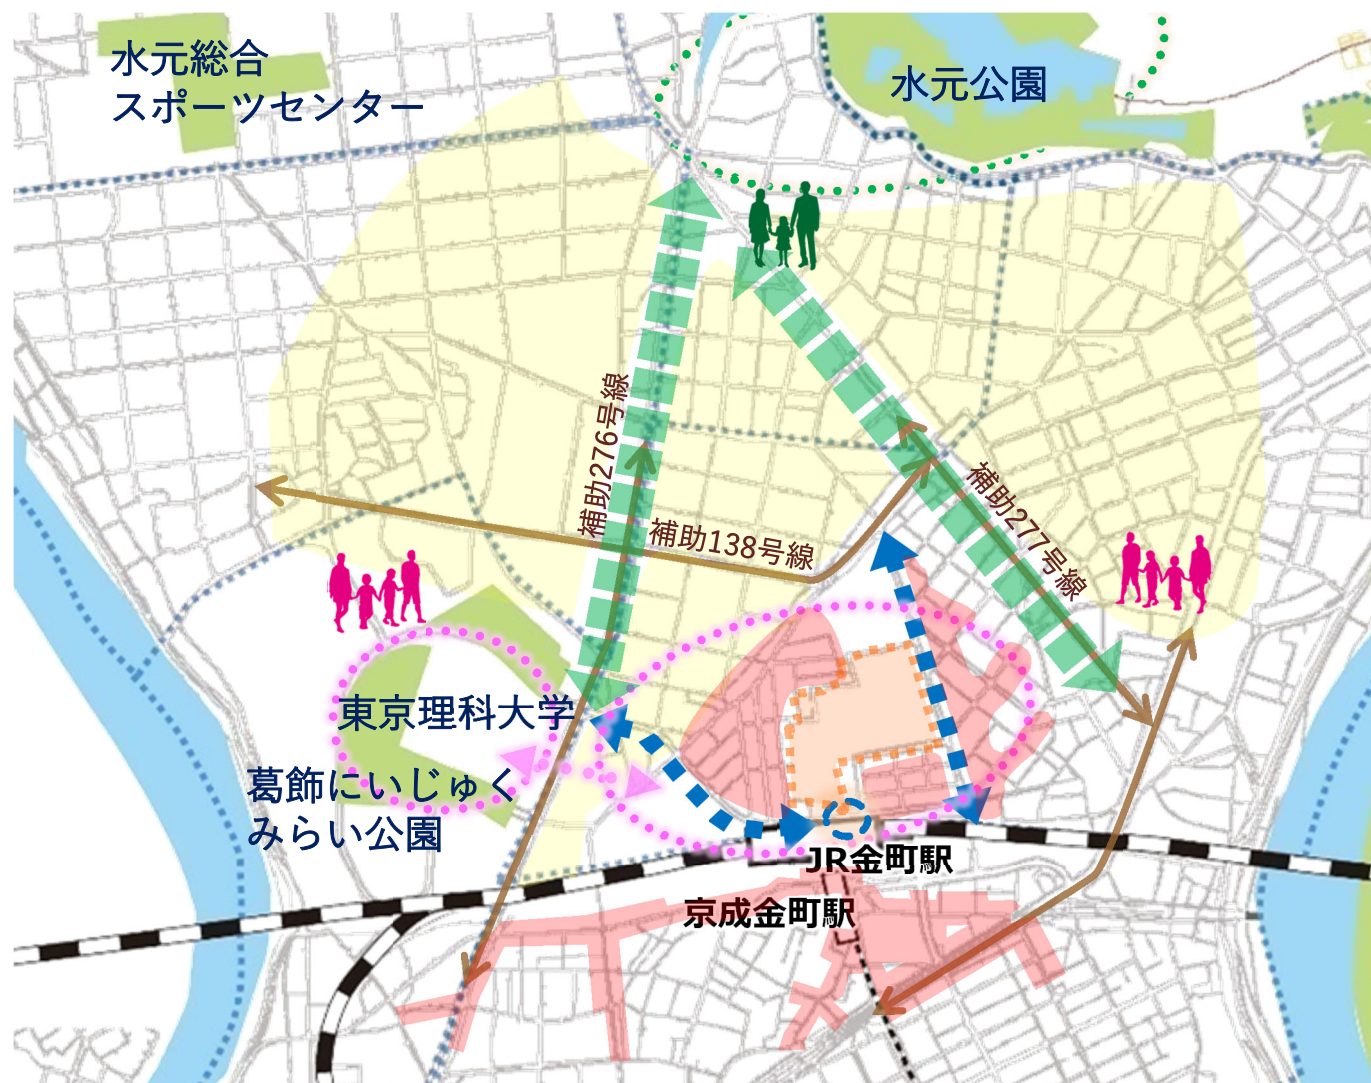 水元総合
スポーツセンター
水元公園
補助276号線
補助138号線
補助277号線
東京理科大学
葛飾にいじゅく
みらい公園
JR金町駅
京成金町駅